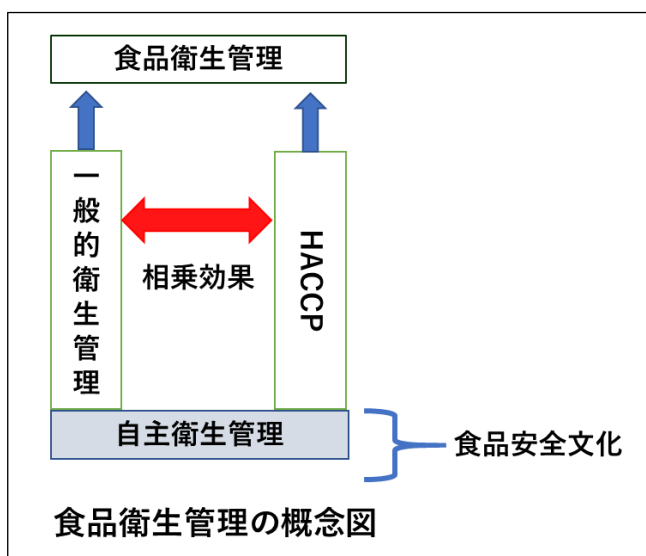 食品衛生管理
一般的衛生管理
相乗効果
HACCP
自主衛生管理
食品安全文化
食品衛生管理の概念図